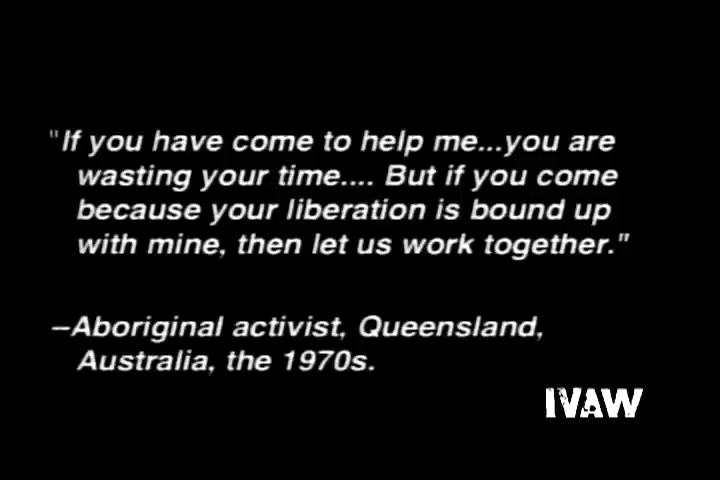 "If you have come to help me...you are
wasting your time.... But if you come
because your liberation is bound up
with mine, then let us work together."
–Aboriginal activist, Queensland,
Australia, the 1970s.
IVAW